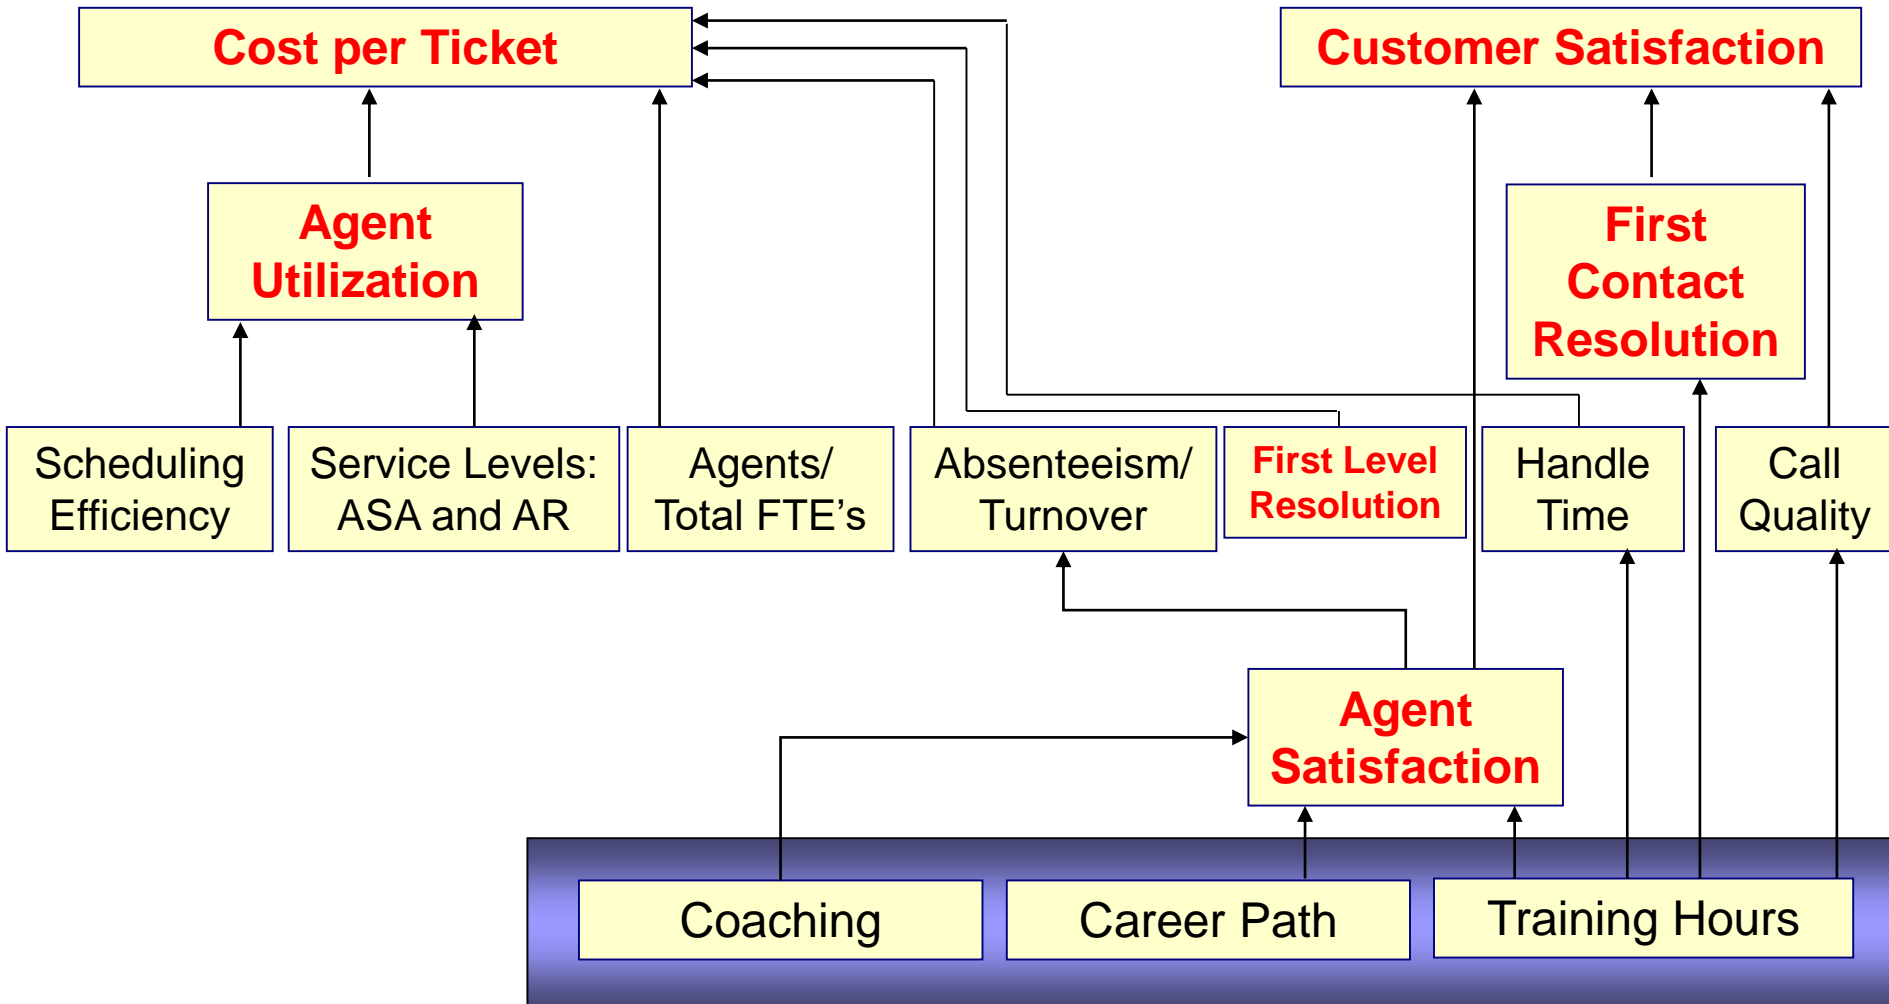 Cost per Ticket
Customer Satisfaction
Agent
Utilization
First
Contact
Resolution
Scheduling
Efficiency
Service Levels:
ASA and AR
Agents/
Total FTE’s
Absenteeism/
Turnover
First Level
Resolution
Handle
Time
Call
Quality
Agent
Satisfaction
Coaching
Career Path
Training Hours